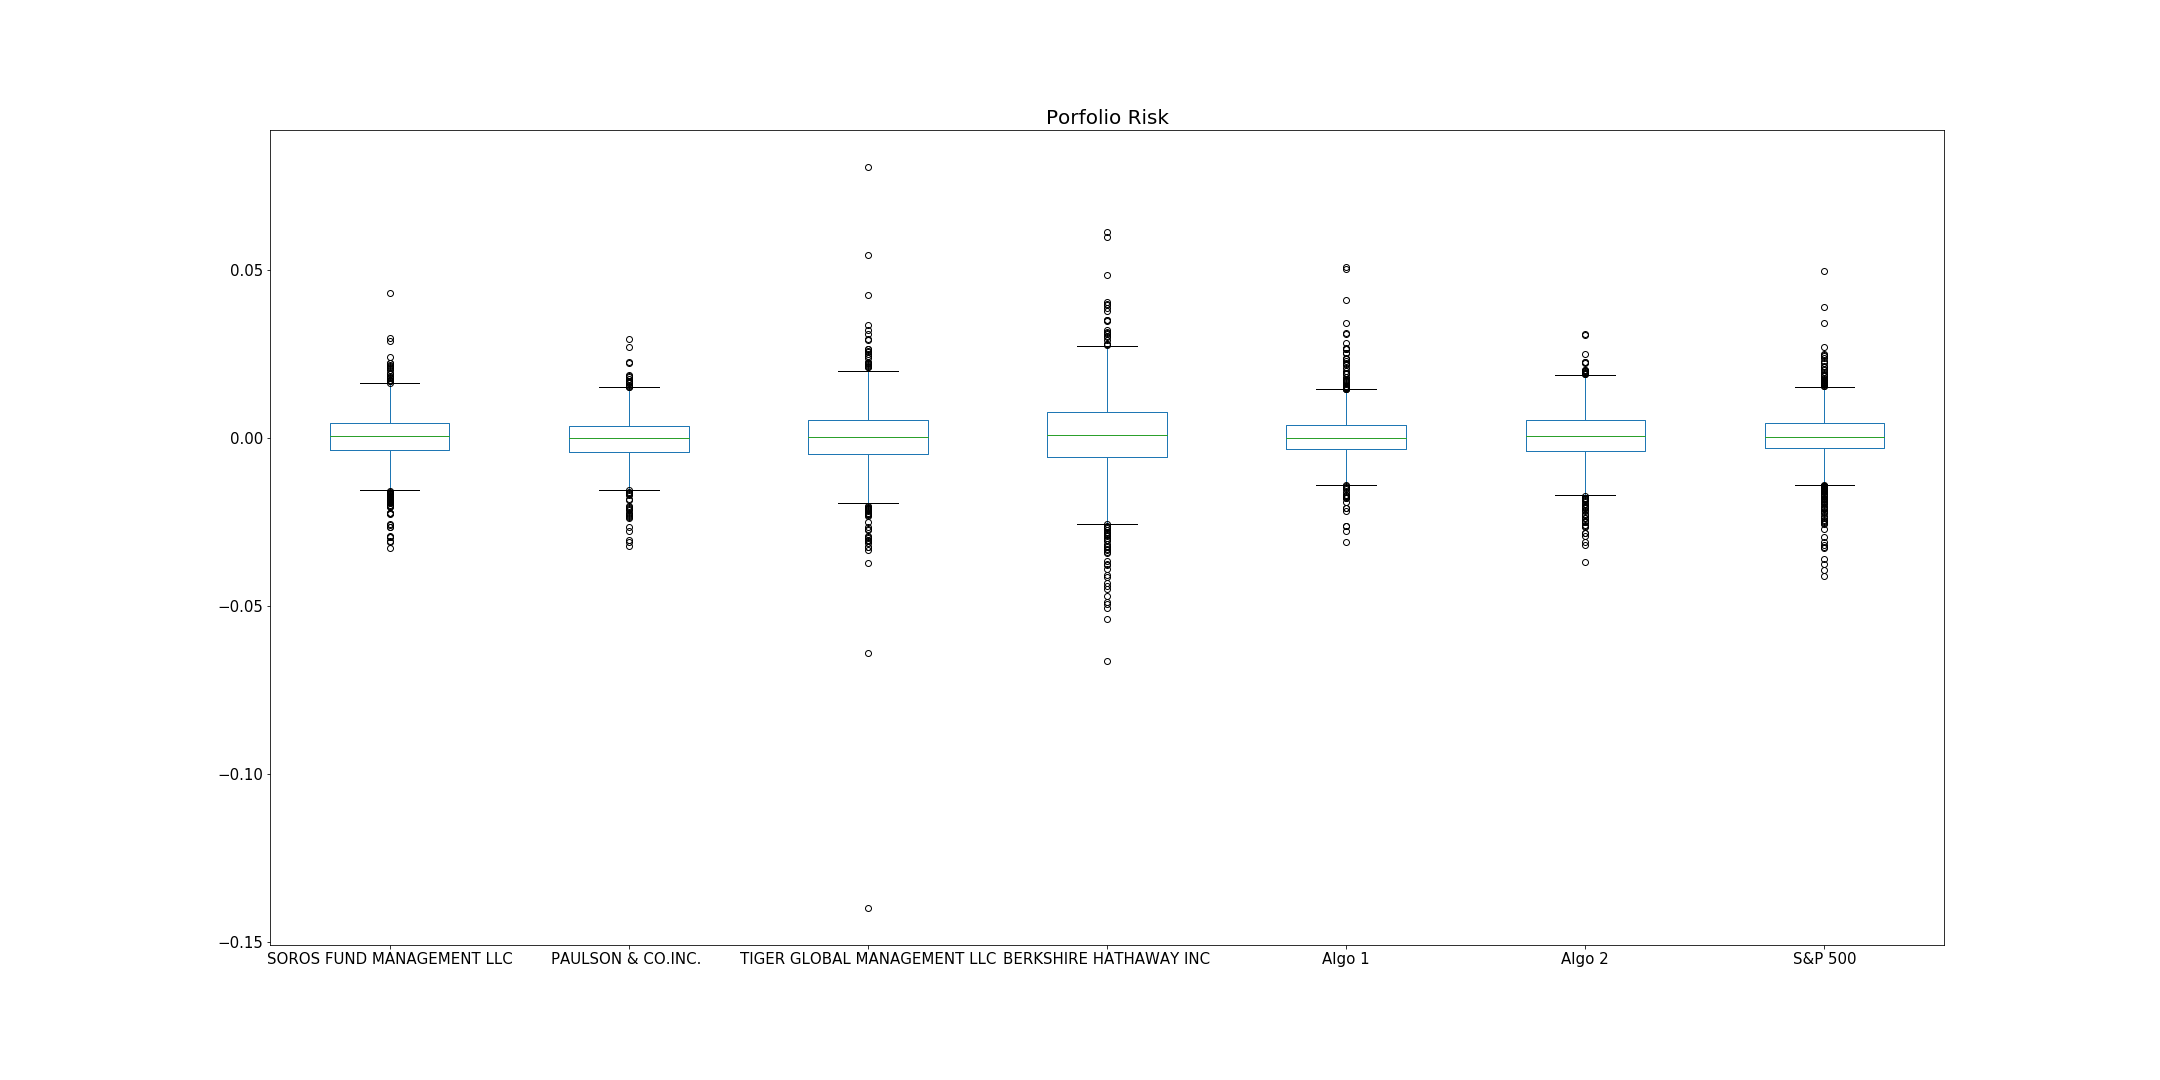 Porfolio Risk
0.05
0.00
−0.05
−0.10
−0.15
SOROS FUND MANAGEMENT LLC
PAULSON & CO.INC.
TIGER GLOBAL MANAGEMENT LLC
BERKSHIRE HATHAWAY INC
Algo 1
Algo 2
S&P 500